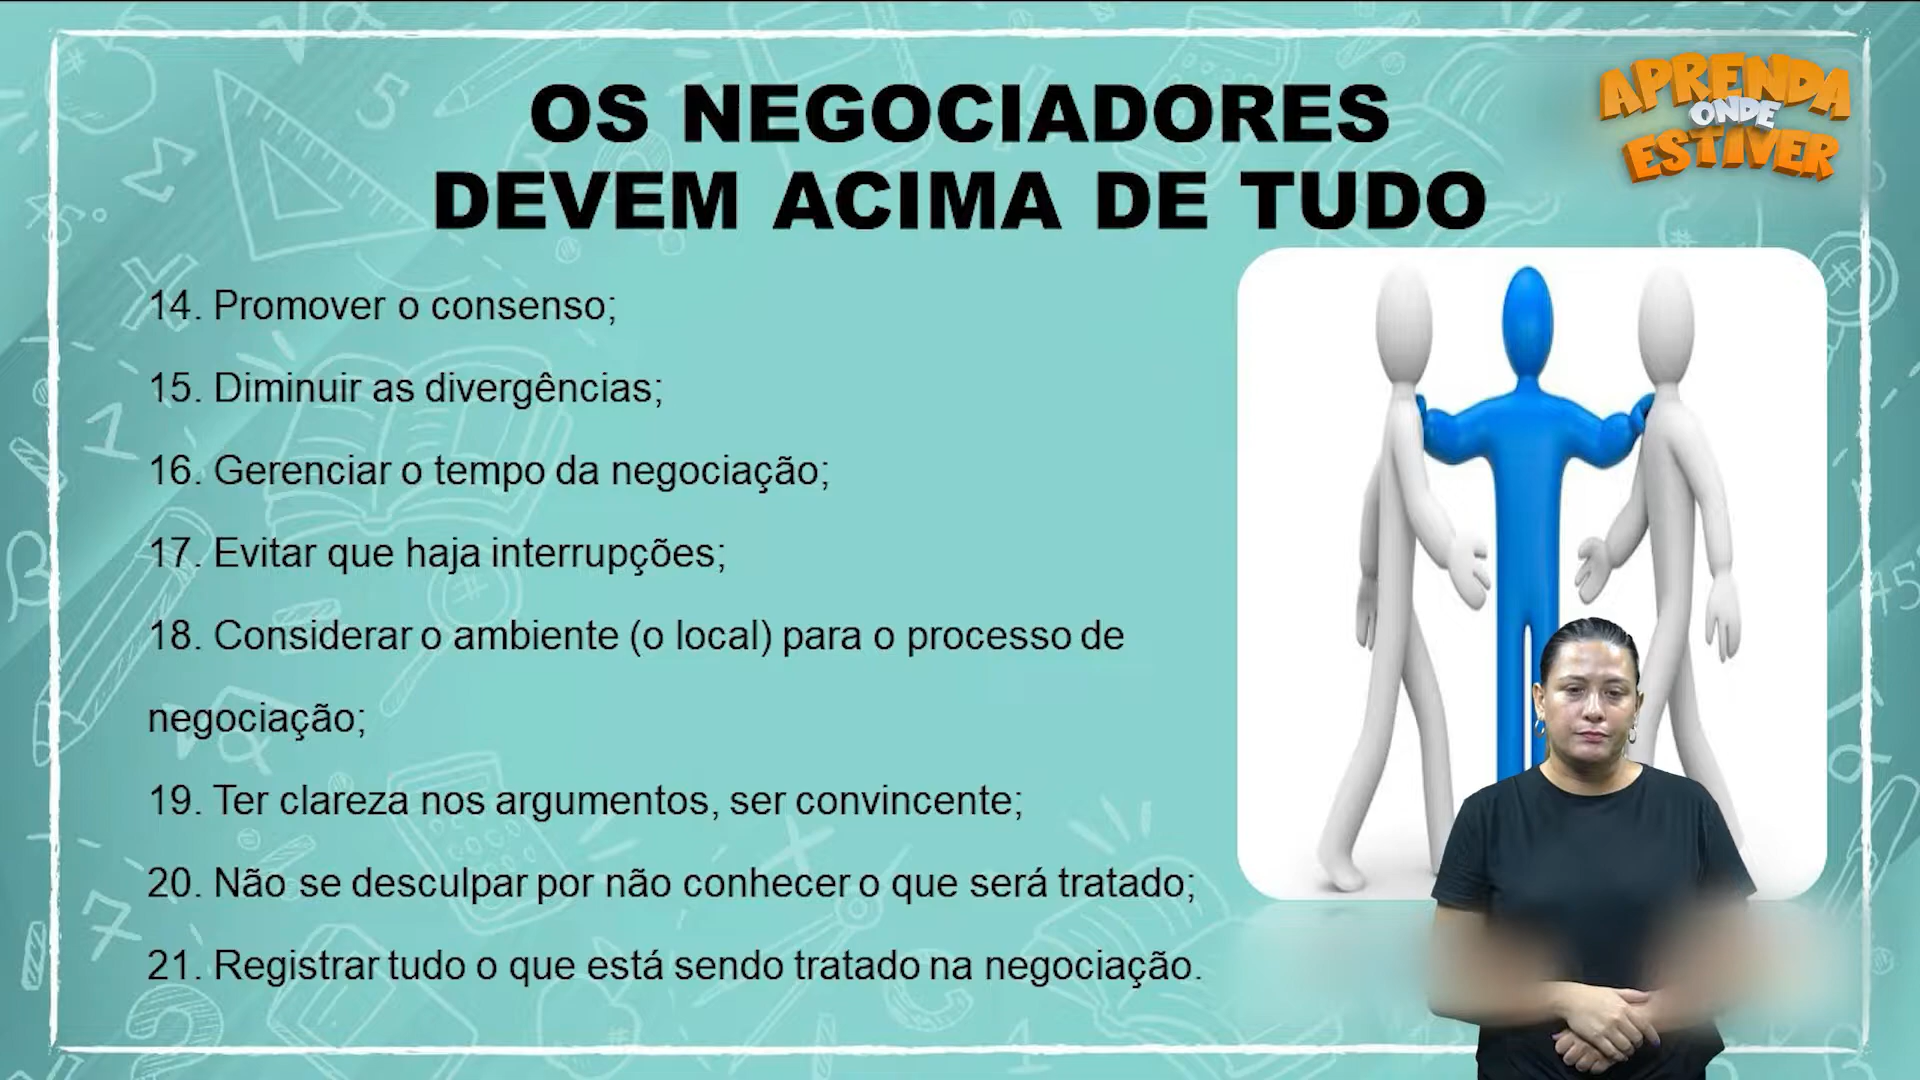 OS NEGOCIADORES
DEVEM ACIMA DE TUDO
APRENDA
ONDE
ESTIVER
14. Promover o consenso;
15. Diminuir as divergências;
16. Gerenciar o tempo da negociação;
17. Evitar que haja interrupções;
18. Considerar o ambiente (o local) para o processo de
negociação;
19. Ter clareza nos argumentos, ser convincente;
20. Não se desculpar por não conhecer o que será tratado;
21. Registrar tudo o que está sendo tratado na negociação.